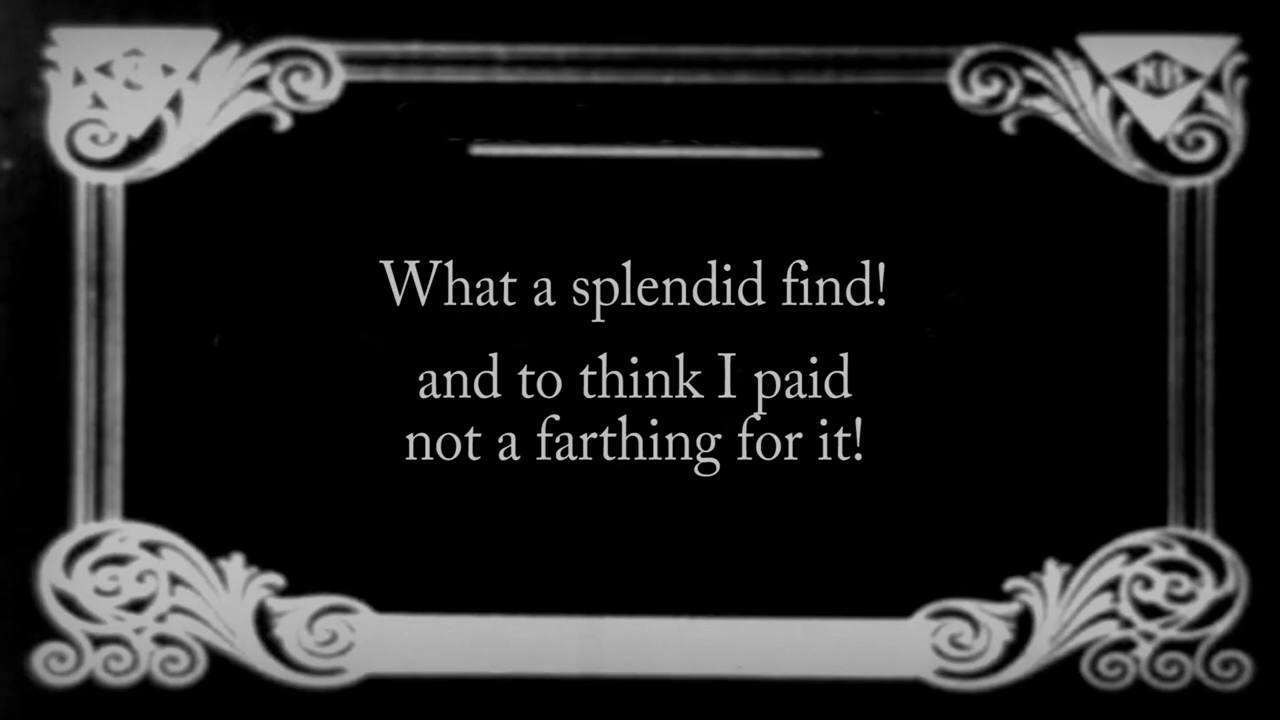 What a splendid find!
and to think I paid
not a farthing for it!